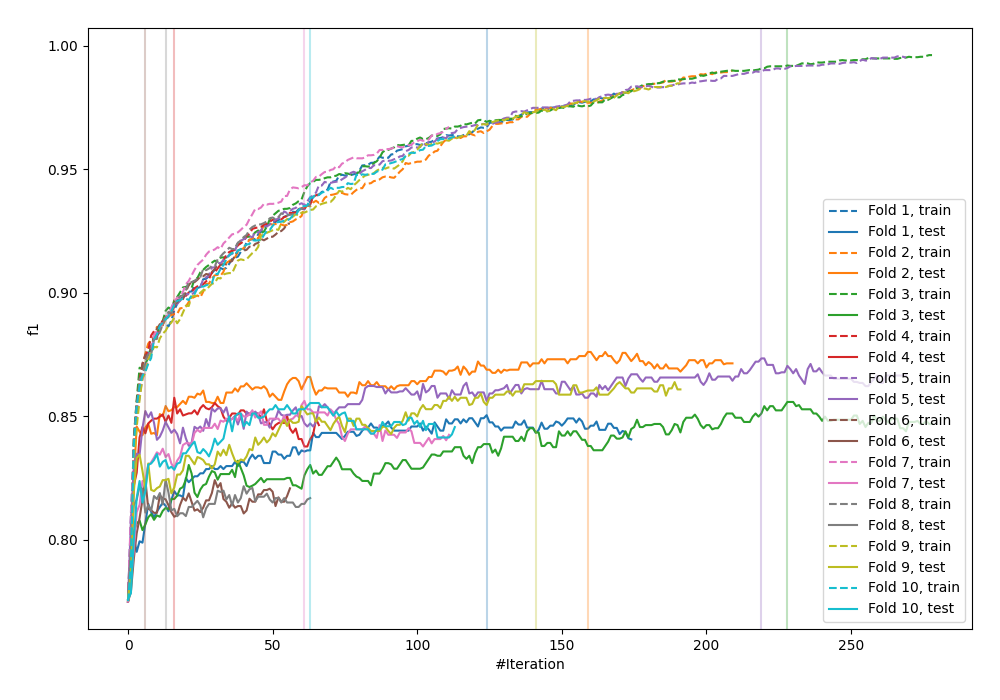 1.00
0.95
0.90
0.85
0.80
f1
0
50
100
150
200
250
#Iteration
Fold 1, train
Fold 1, test
Fold 2, train
Fold 2, test
Fold 3, train
Fold 3, test
Fold 4, train
Fold 4, test
Fold 5, train
Fold 5, test
Fold 6, train
Fold 6, test
Fold 7, train
Fold 7, test
Fold 8, train
Fold 8, test
Fold 9, train
Fold 9, test
Fold 10, train
Fold 10, test